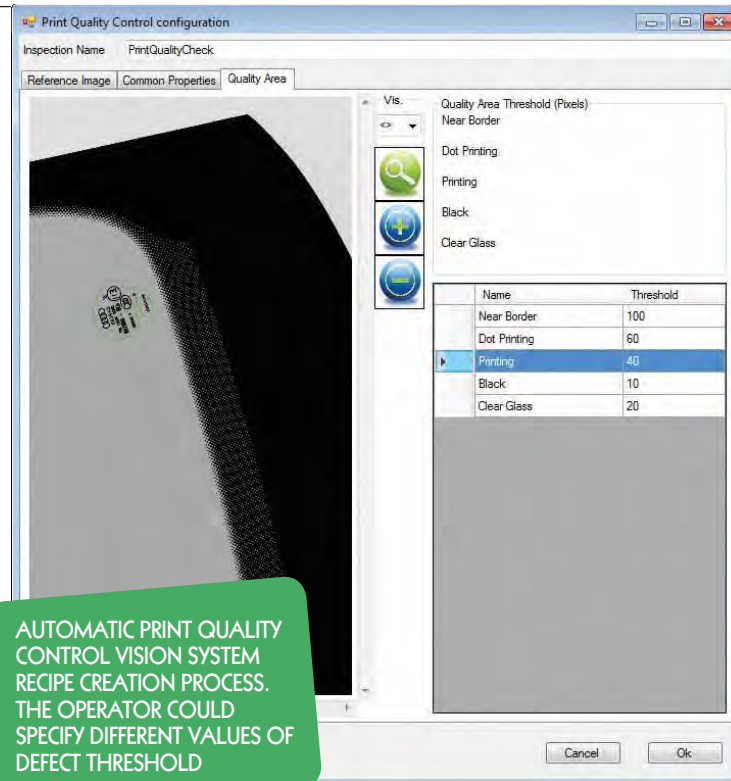 Print Quality Control configuration
Inspection Name PrintQualityCheck
Reference Image Common Properties Quality Area
Vis.
<>
Quality Area Threshold (Pixels)
Near Border
Dot Printing
Printing
Black
Clear Glass
Name Threshold
Near Border 100
Dot Printing 60
Printing 40
Black 10
Clear Glass 20
AUTOMATIC PRINT QUALITY
CONTROL VISION SYSTEM
RECIPE CREATION PROCESS.
THE OPERATOR COULD
SPECIFY DIFFERENT VALUES OF
DEFECT THRESHOLD
Cancel Ok